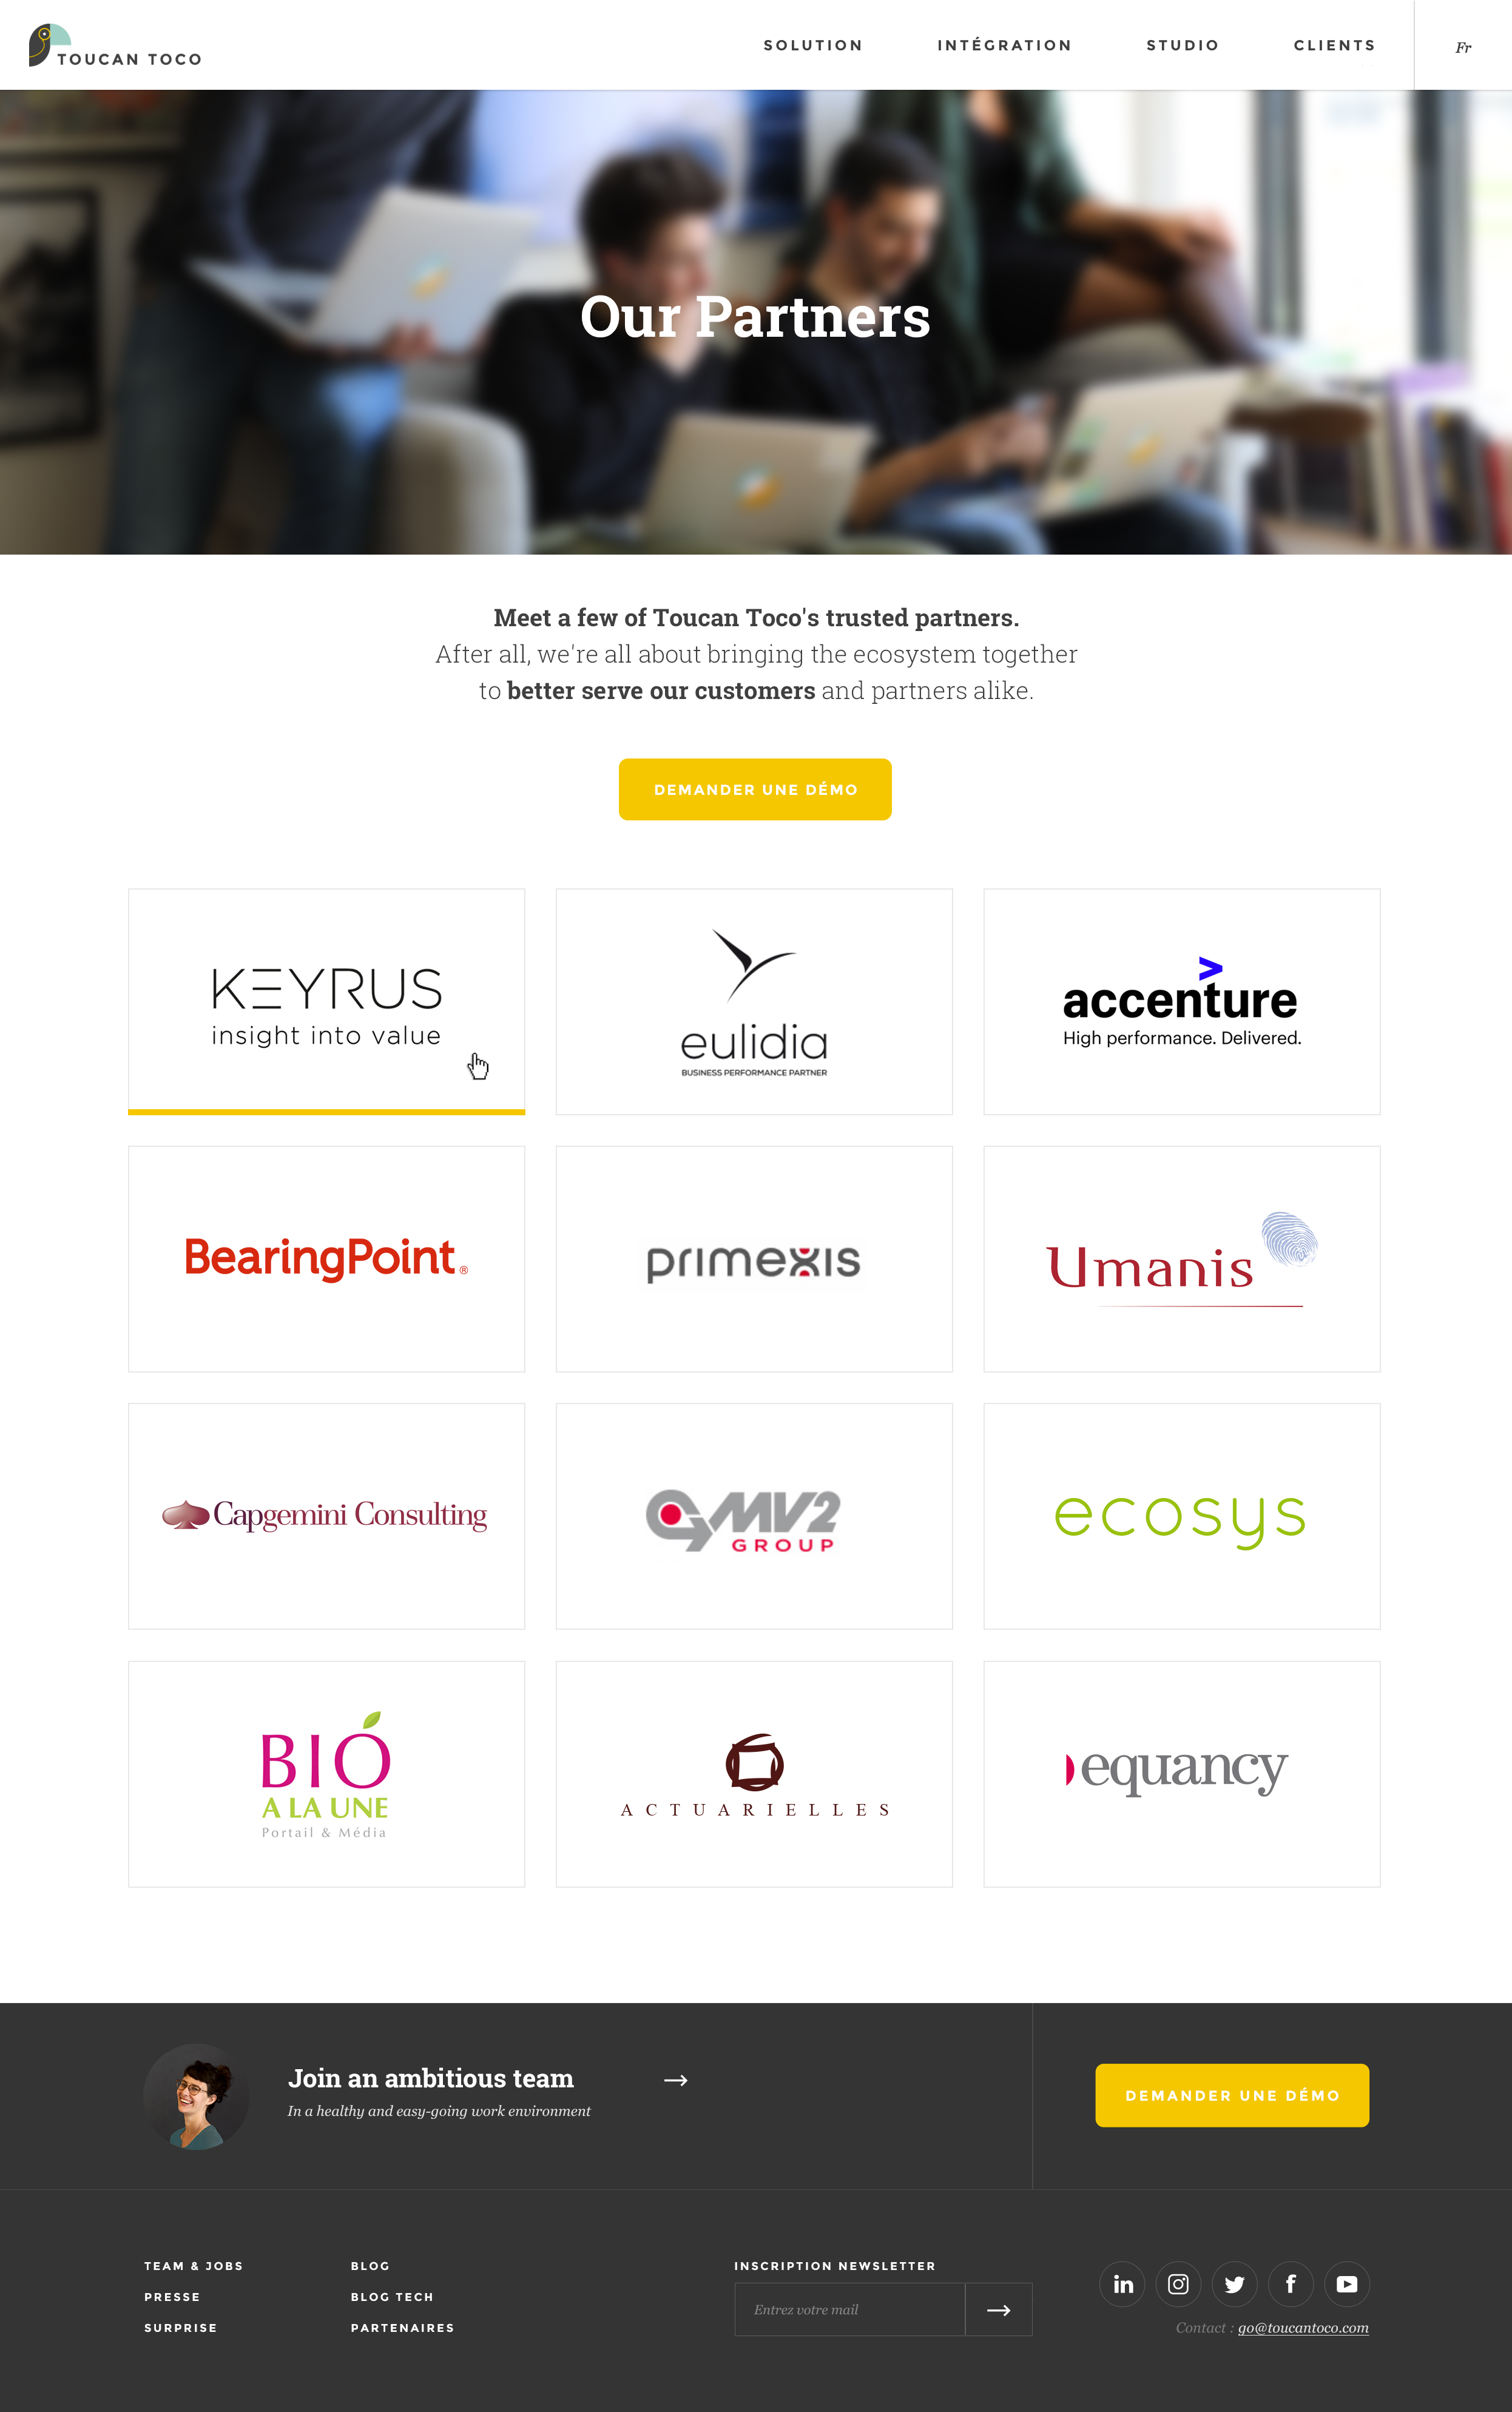 TOUCAN TOCO
SOLUTION
INTÉGRATION
STUDIO
CLIENTS
Fr
Our Partners
Meet a few of Toucan Toco's trusted partners.
After all, we're all about bringing the ecosystem together
to better serve our customers and partners alike.
DEMANDER UNE DÉMO
KEYRUS
insight into value
eulidia
BUSINESS PERFORMANCE PARTNER
accenture
High performance. Delivered.
BearingPoint®
primexis
Umanis
Capgemini Consulting
MV2
GROUP
ecosys
BIO
A LA UNE
Portail & Média
ACTUARIELLES
equancy
Join an ambitious team
In a healthy and easy-going work environment
DEMANDER UNE DÉMO
TEAM & JOBS
PRESSE
SURPRISE
BLOG
BLOG TECH
PARTENAIRES
INSCRIPTION NEWSLETTER
Entrez votre mail
Contact : go@toucantoco.com